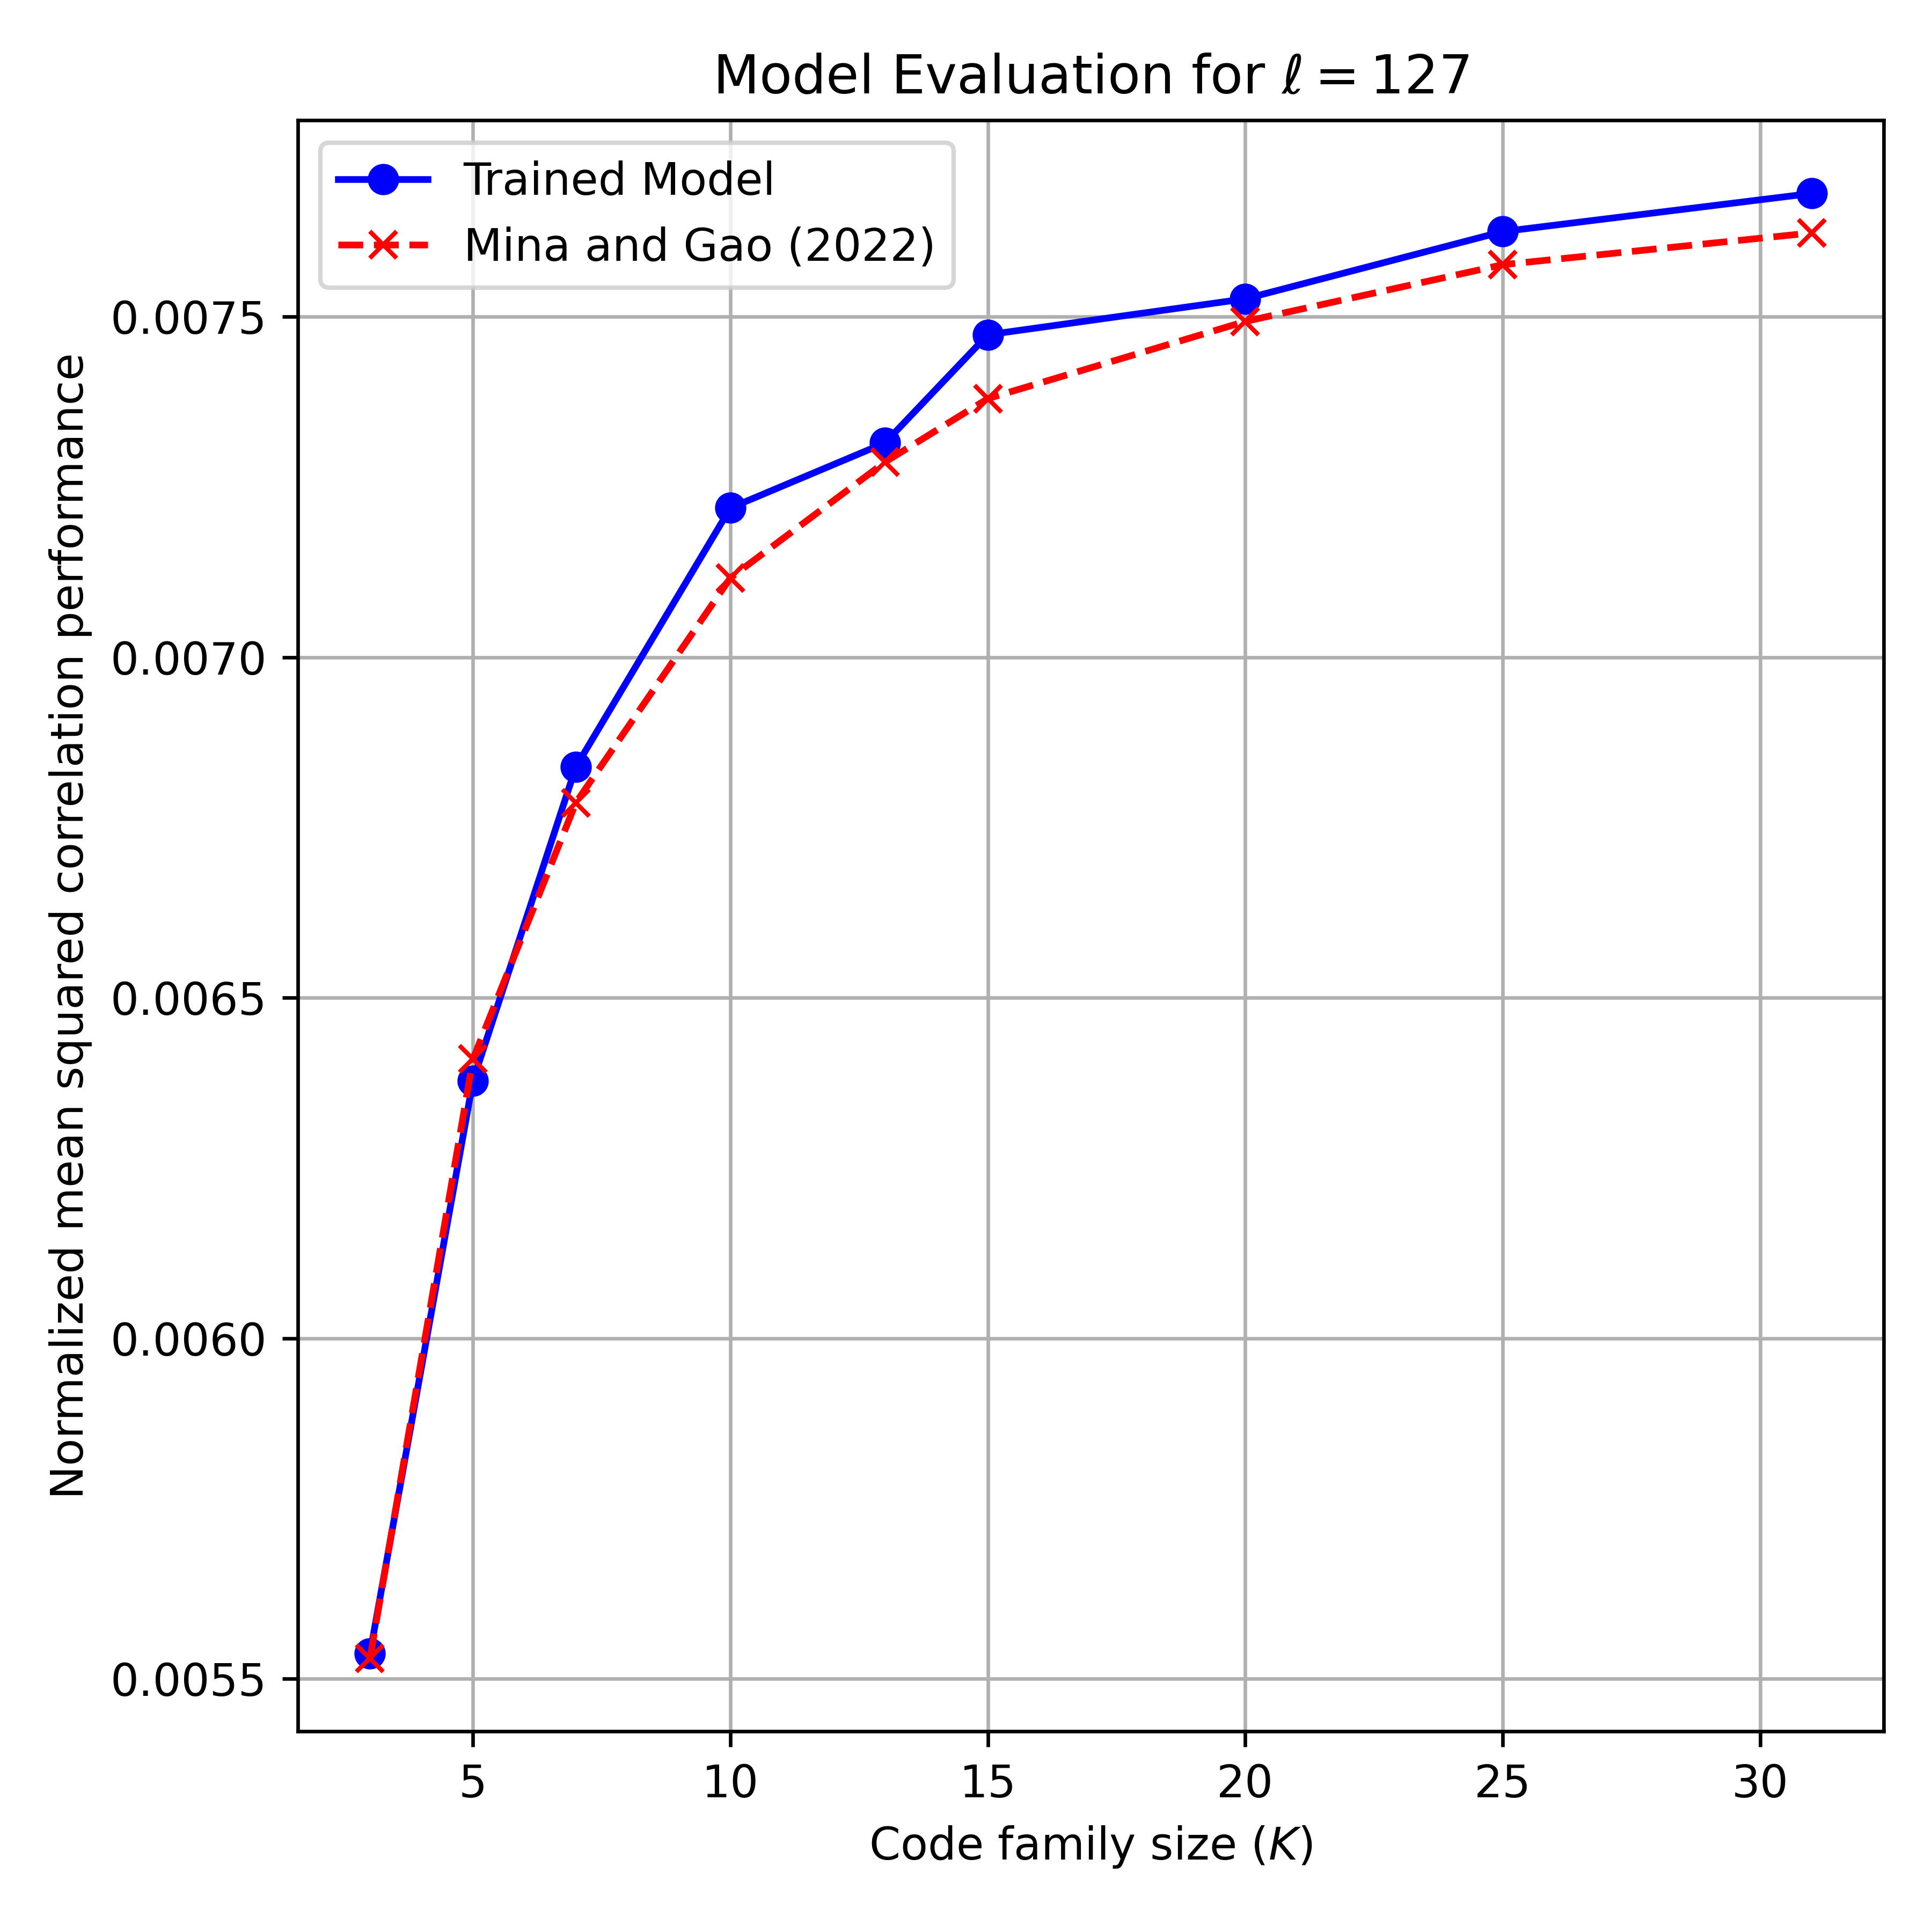 Model Evaluation for ℓ = 127
Trained Model
Mina and Gao (2022)
Normalized mean squared correlation performance
0.0075
0.0070
0.0065
0.0060
0.0055
5 10 15 20 25 30
Code family size (K)